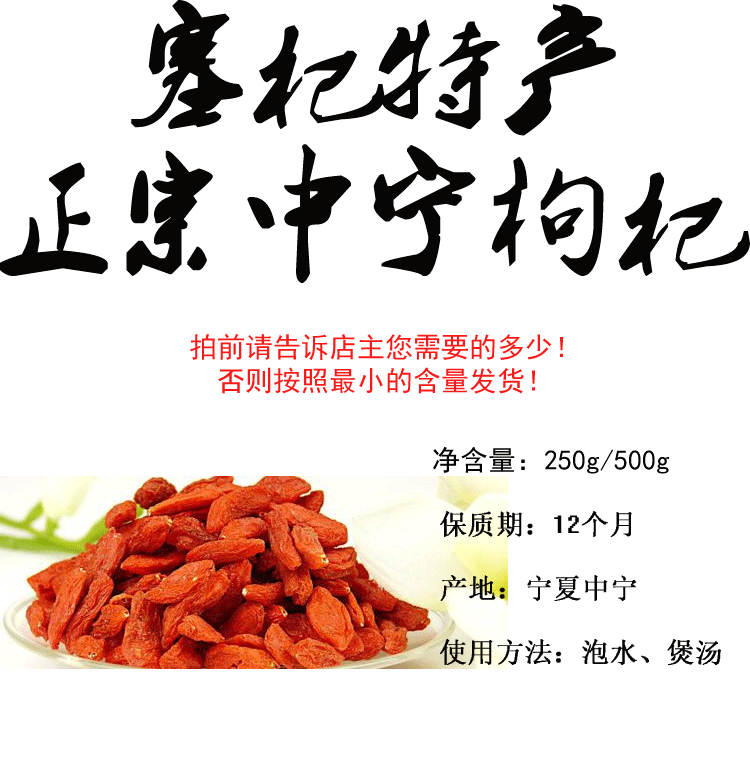 塞杞特产
正宗中宁枸杞
拍前请告诉店主您需要的多少！
否则按照最小的含量发货！
净含量：250g/500g
保质期：12个月
产地：宁夏中宁
使用方法：泡水、煲汤